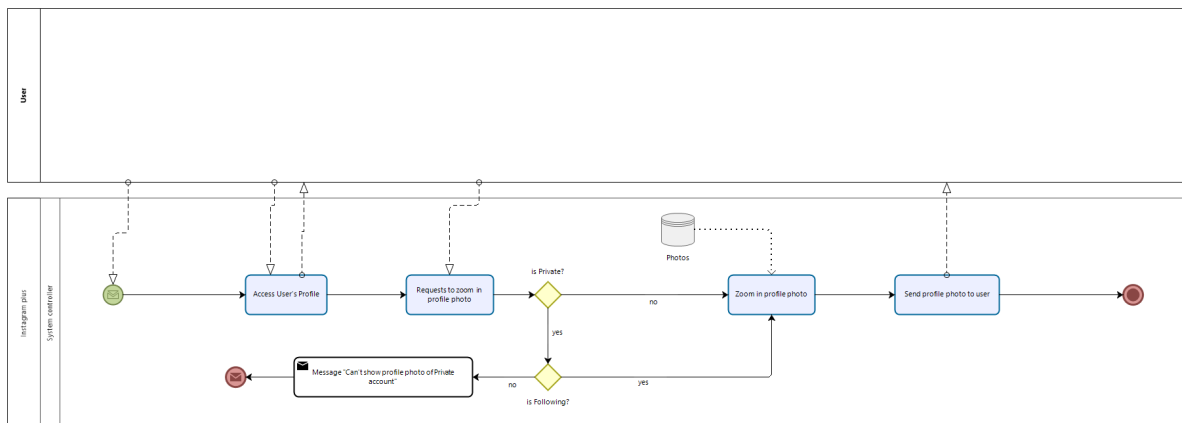 User
Instagram plus
System controller
Photos
is Private?
Access User's Profile
Requests to zoom in
profile photo
no
Zoom in profile photo
Send profile photo to user
yes
Message "Can't show profile photo of Private
account"
no
yes
is Following?